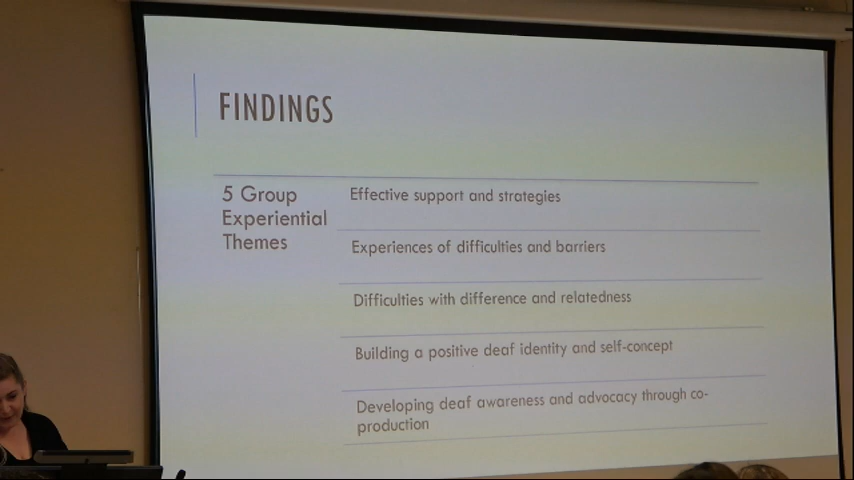 FINDINGS
5 Group
Experiential
Themes
Effective support and strategies
Experiences of difficulties and barriers
Difficulties with difference and relatedness
Building a positive deaf identity and self-concept
Developing deaf awareness and advocacy through co-
production